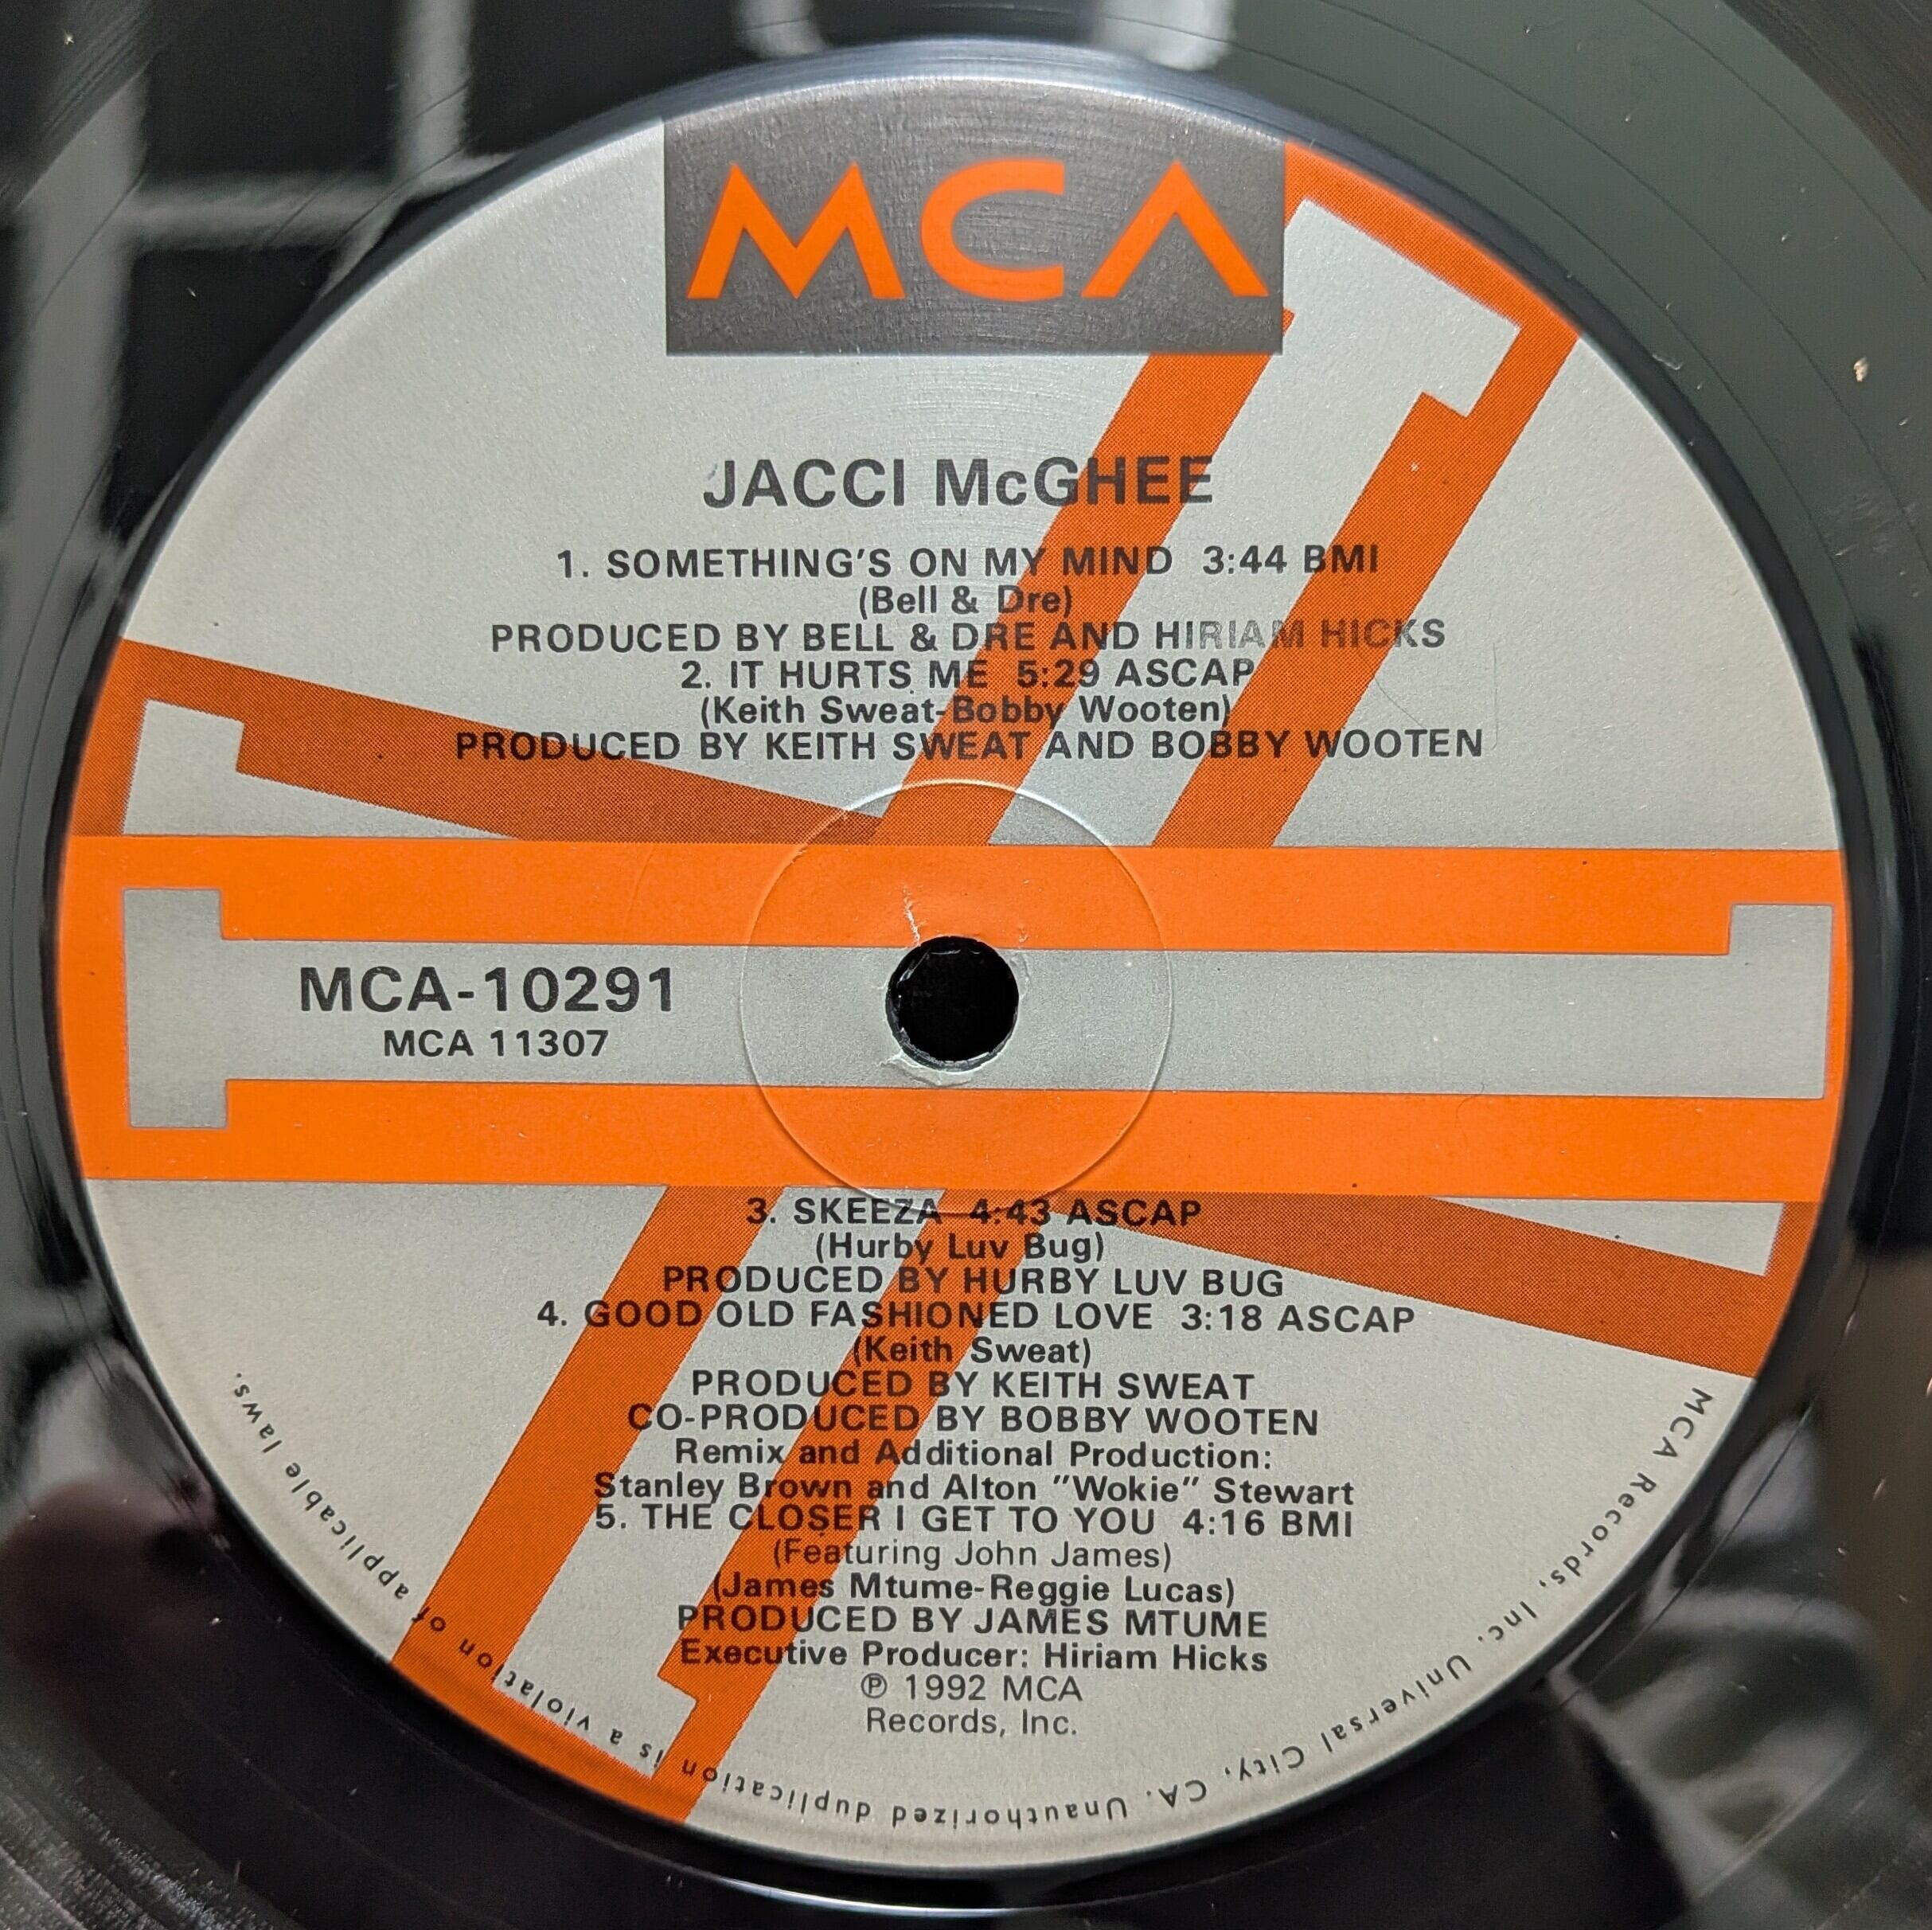 MCA
JACCI McGHEE
1. SOMETHING'S ON MY MIND 3:44 BMI
(Bell & Dre)
PRODUCED BY BELL & DRE AND HIRIAM HICKS
2. IT HURTS ME 5:29 ASCAP
(Keith Sweat-Bobby Wooten)
PRODUCED BY KEITH SWEAT AND BOBBY WOOTEN
MCA-10291
MCA 11307
3. SKEEZA 4:43 ASCAP
(Hurby Luv Bug)
PRODUCED BY HURBY LUV BUG
4. GOOD OLD FASHIONED LOVE 3:18 ASCAP
(Keith Sweat)
PRODUCED BY KEITH SWEAT
CO-PRODUCED BY BOBBY WOOTEN
Remix and Additional Production:
Stanley Brown and Alton "Wokie" Stewart
5. THE CLOSER I GET TO YOU 4:16 BMI
(Featuring John James)
(James Mtume-Reggie Lucas)
PRODUCED BY JAMES MTUME
Executive Producer: Hiriam Hicks
℗ 1992 MCA
Records, Inc.
MCA Records, Inc. Universal City, CA. Unauthorized duplication is a violation of applicable laws.